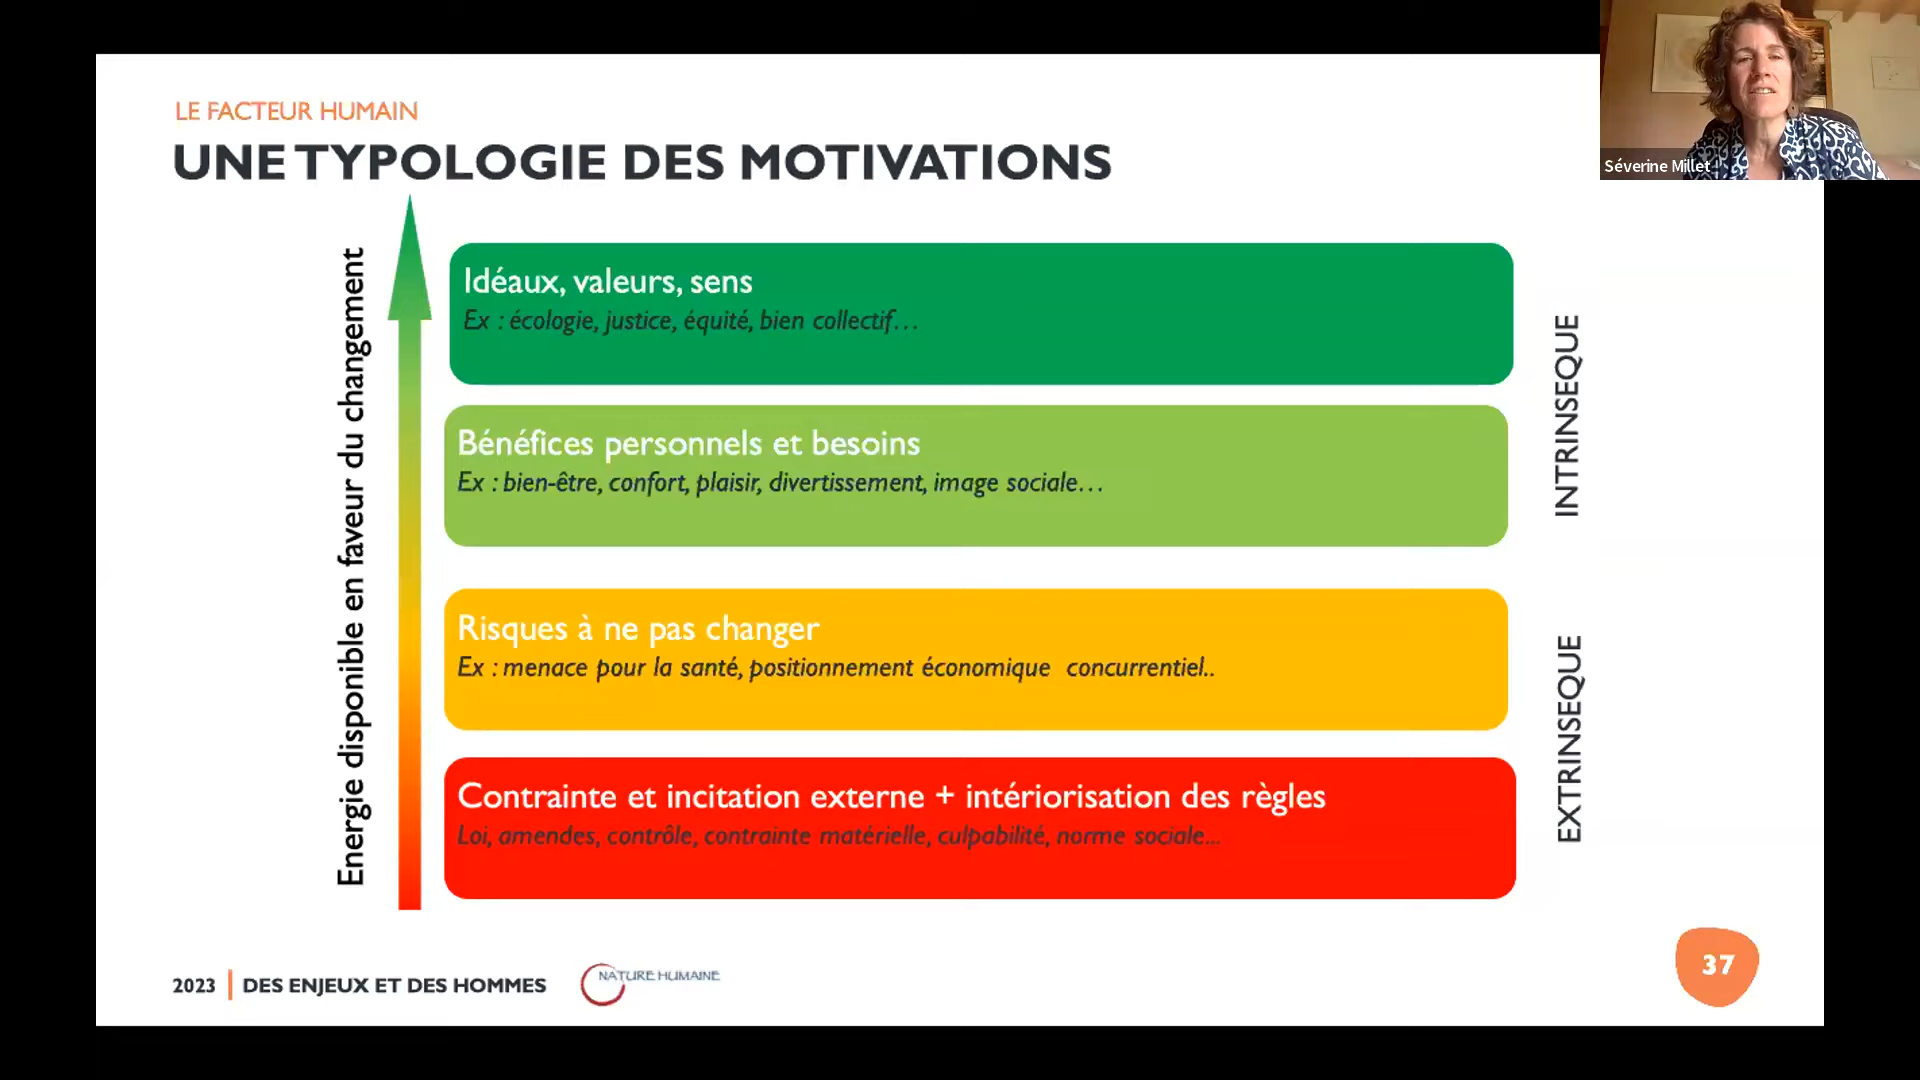 LE FACTEUR HUMAIN
UNE TYPOLOGIE DES MOTIVATIONS
Séverine Millet
Energie disponible en faveur du changement
Idéaux, valeurs, sens
Ex : écologie, justice, équité, bien collectif…
Bénéfices personnels et besoins
Ex : bien-être, confort, plaisir, divertissement, image sociale…
INTRINSEQUE
Risques à ne pas changer
Ex : menace pour la santé, positionnement économique  concurrentiel..
Contrainte et incitation externe + intériorisation des règles
Loi, amendes, contrôle, contrainte matérielle, culpabilité, norme sociale...
EXTRINSEQUE
2023 | DES ENJEUX ET DES HOMMES
NATURE HUMAINE
37